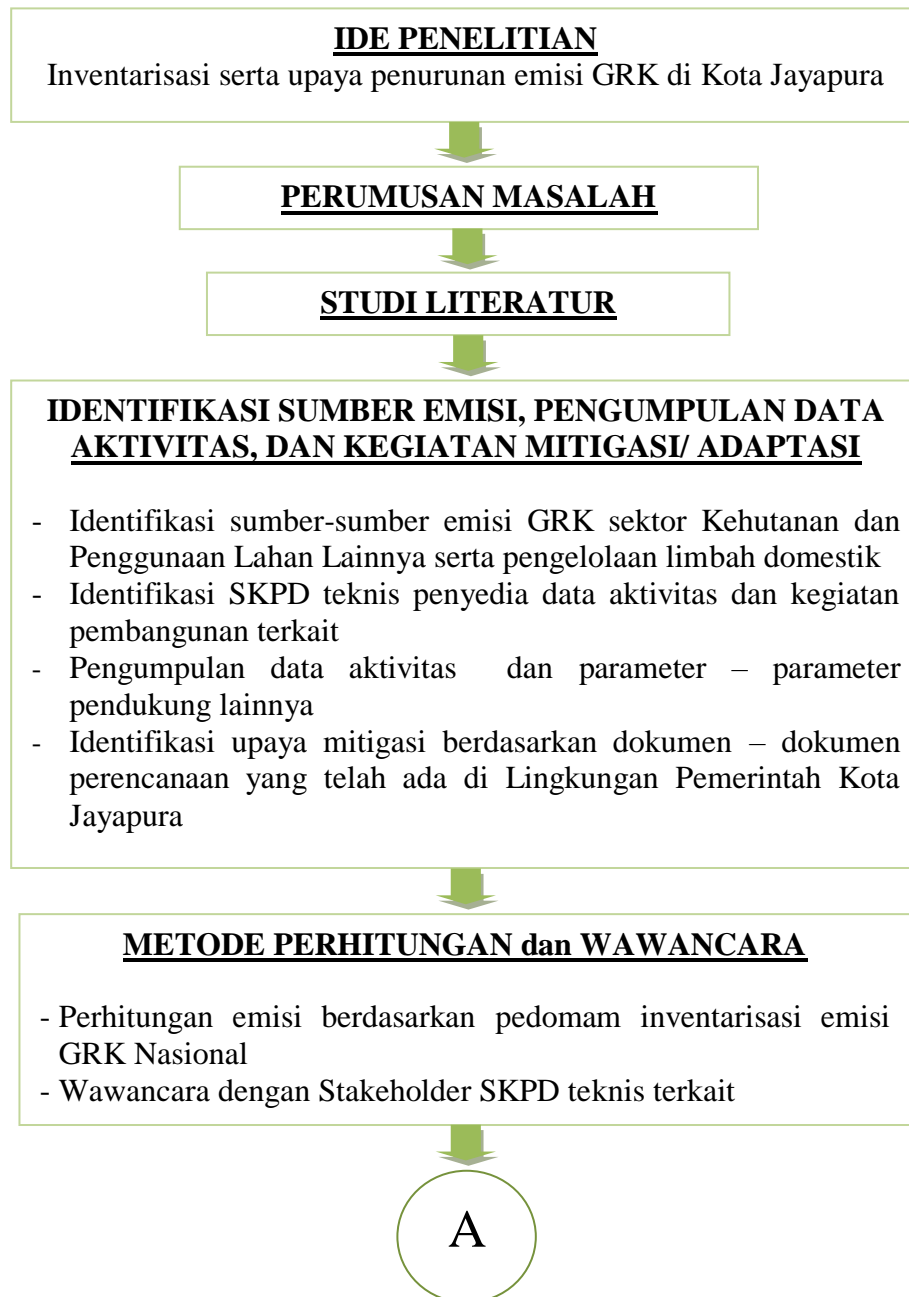 IDE PENELITIAN
Inventarisasi serta upaya penurunan emisi GRK di Kota Jayapura
PERUMUSAN MASALAH
STUDI LITERATUR
IDENTIFIKASI SUMBER EMISI, PENGUMPULAN DATA
AKTIVITAS, DAN KEGIATAN MITIGASI/ ADAPTASI
- Identifikasi sumber-sumber emisi GRK sektor Kehutanan dan
Penggunaan Lahan Lainnya serta pengelolaan limbah domestik
- Identifikasi SKPD teknis penyedia data aktivitas dan kegiatan
pembangunan terkait
- Pengumpulan data aktivitas dan parameter – parameter
pendukung lainnya
- Identifikasi upaya mitigasi berdasarkan dokumen – dokumen
perencanaan yang telah ada di Lingkungan Pemerintah Kota
Jayapura
METODE PERHITUNGAN dan WAWANCARA
- Perhitungan emisi berdasarkan pedomam inventarisasi emisi
GRK Nasional
- Wawancara dengan Stakeholder SKPD teknis terkait
A